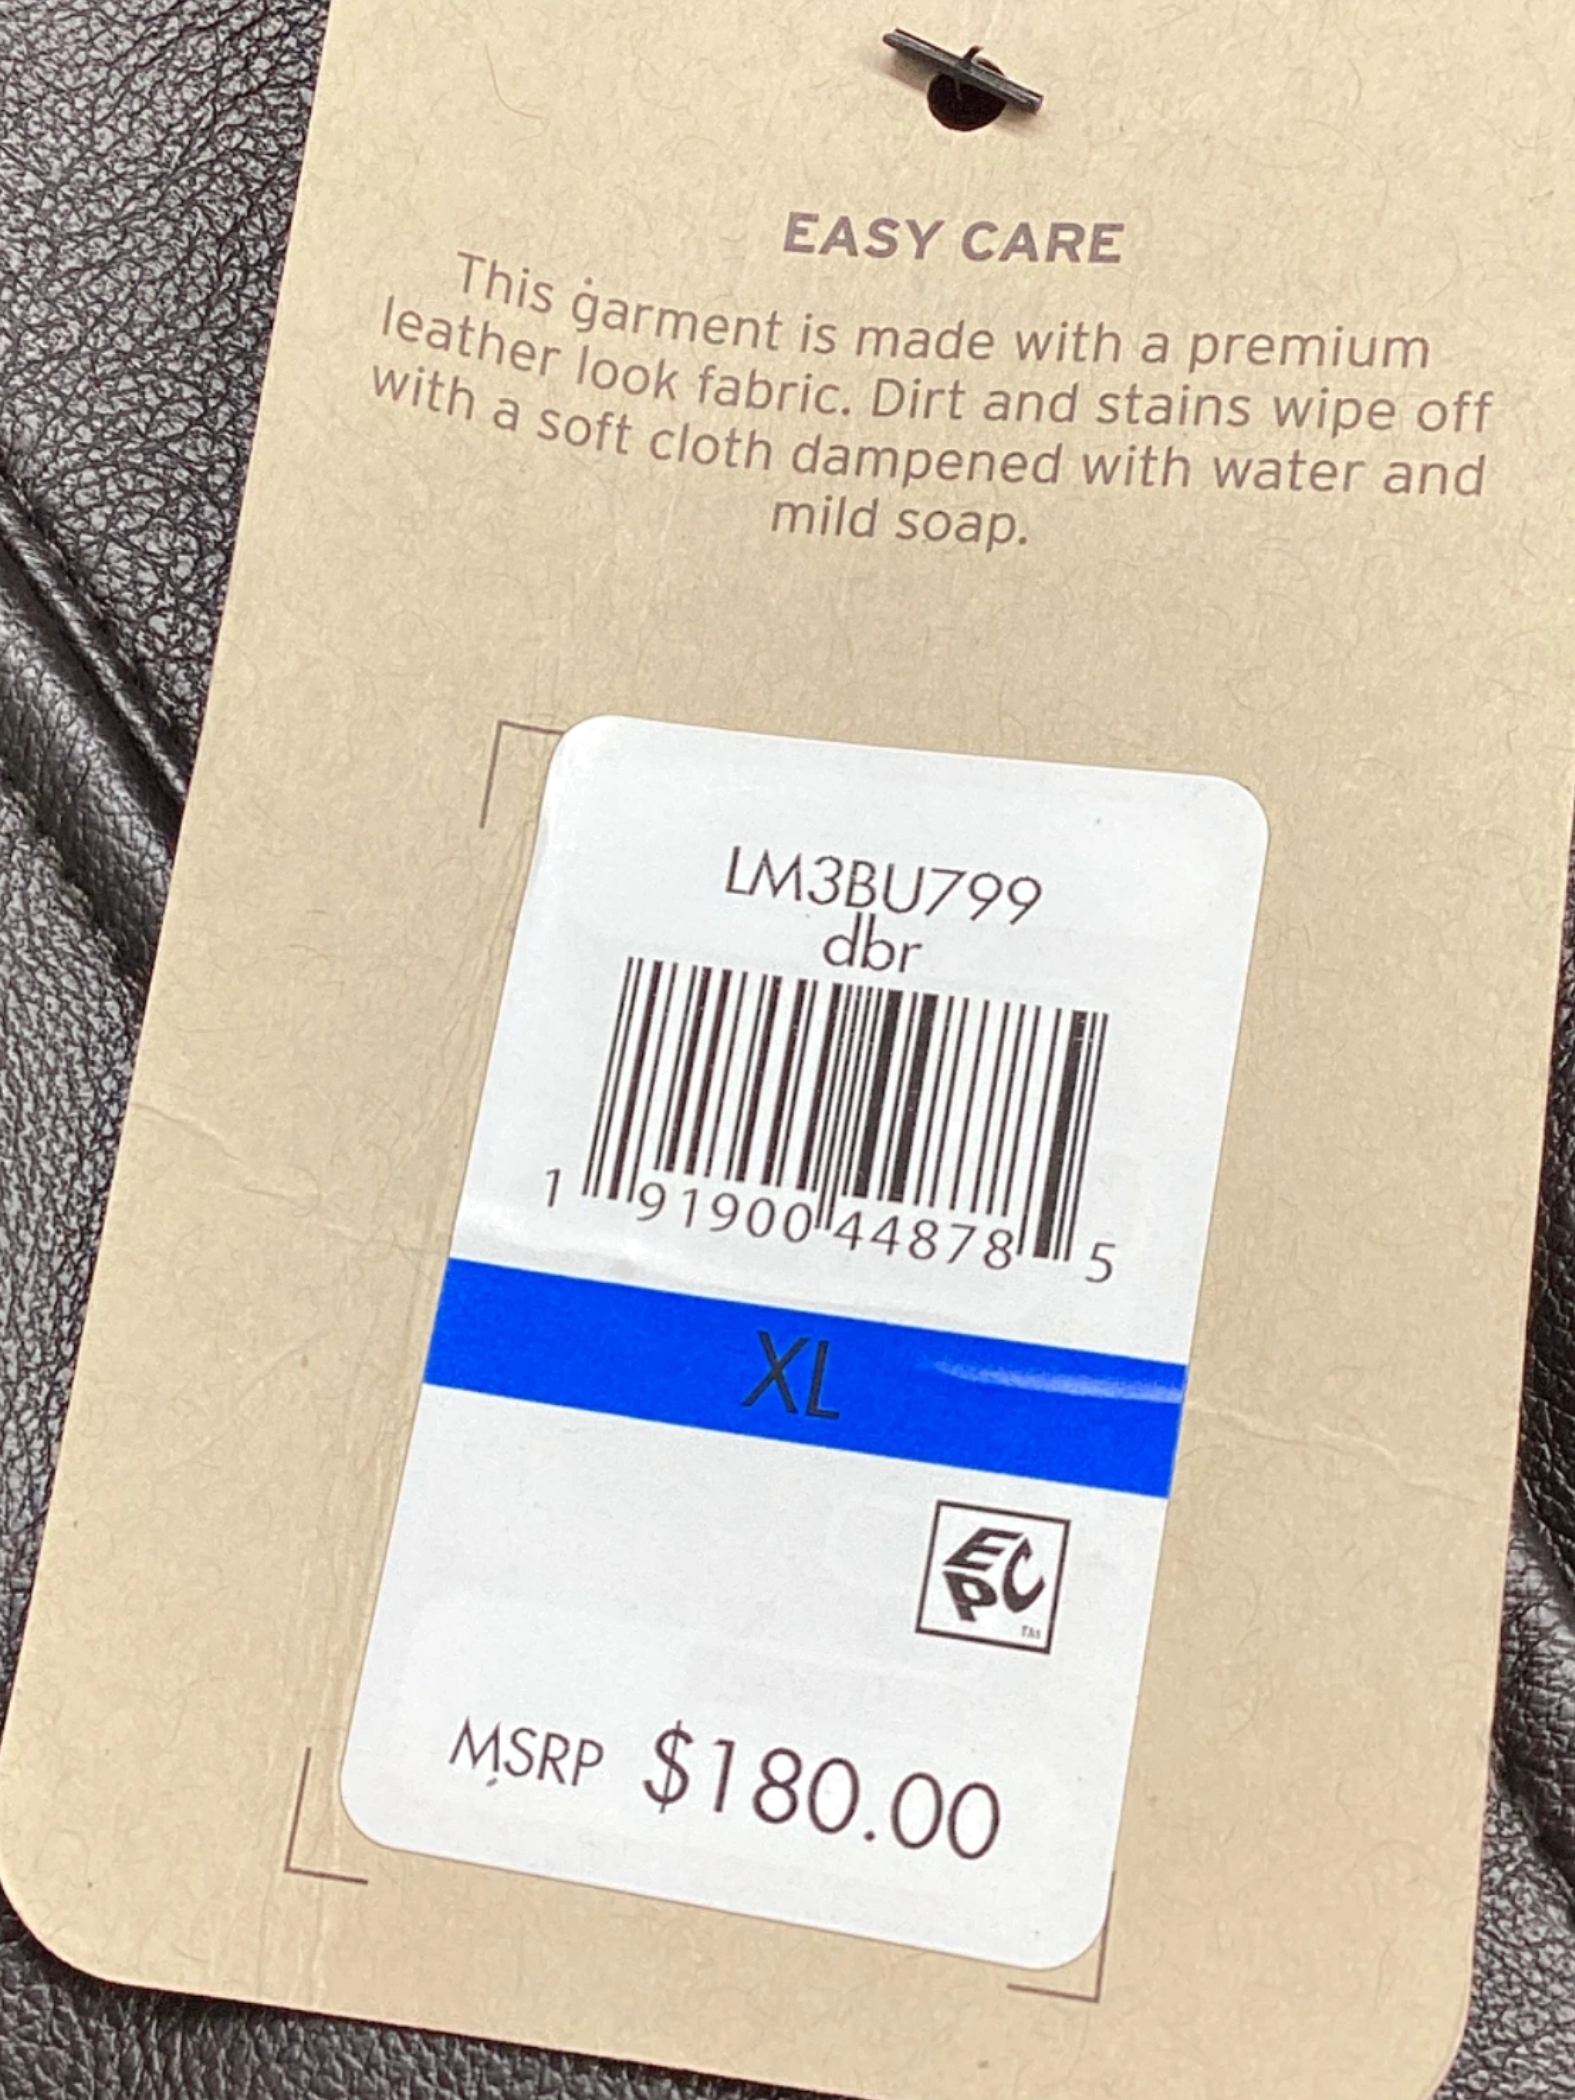 EASY CARE
This garment is made with a premium
leather look fabric. Dirt and stains wipe off
with a soft cloth dampened with water and
mild soap.
LM3BU799
dbr
1 91900 44878 5
XL
EPC
TM
MSRP $180.00